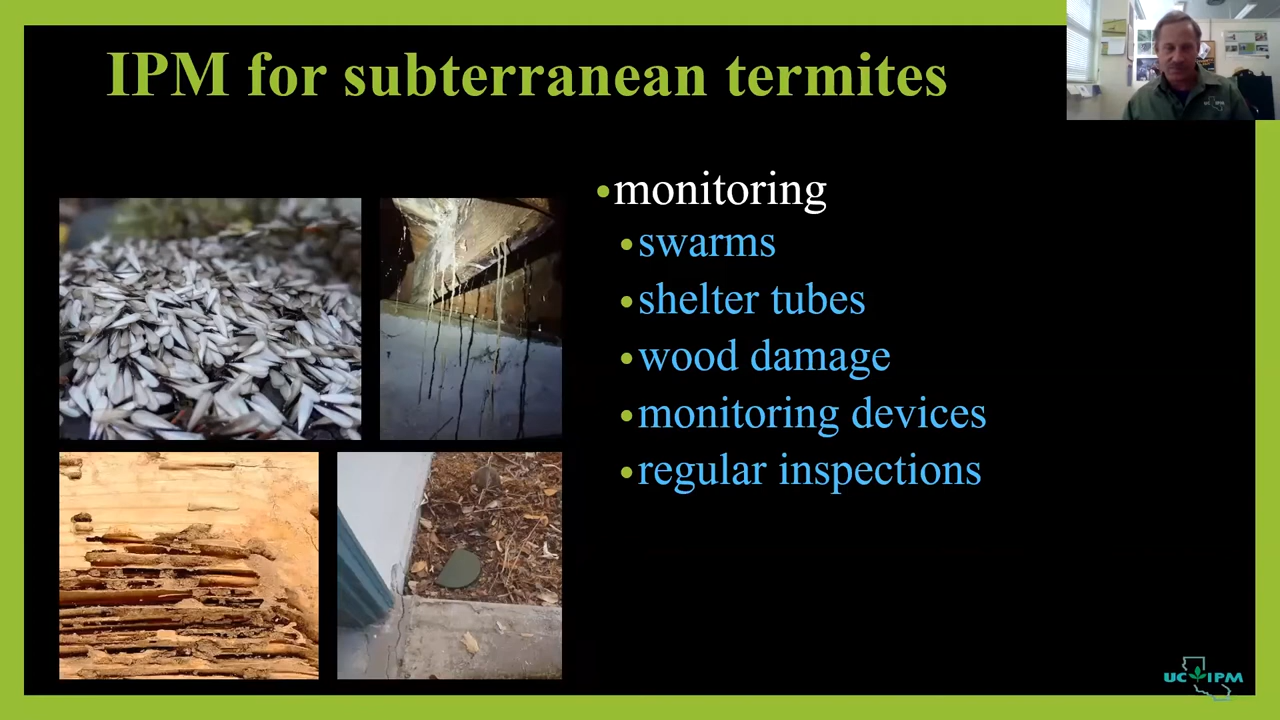 IPM for subterranean termites
•monitoring
•swarms
•shelter tubes
•wood damage
•monitoring devices
•regular inspections
UC IPM